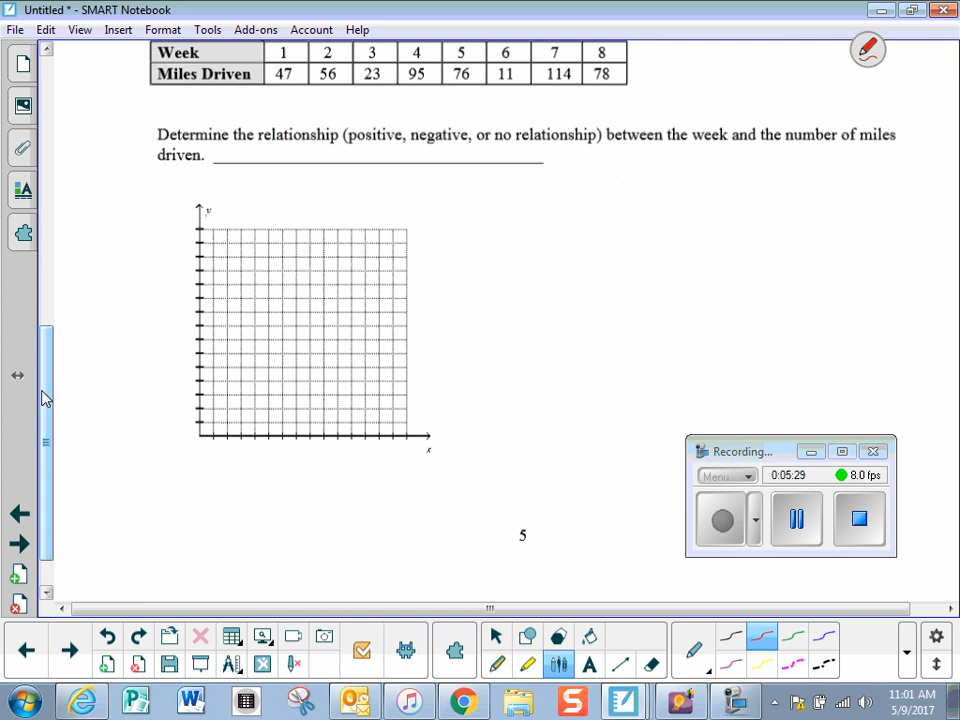 Untitled * - SMART Notebook
File Edit View Insert Format Tools Add-ons Account Help
Week 1 2 3 4 5 6 7 8
Miles Driven 47 56 23 95 76 11 114 78
Determine the relationship (positive, negative, or no relationship) between the week and the number of miles
driven.
y
x
Recording...
Menu 0:05:29 8.0 fps
5
11:01 AM
5/9/2017